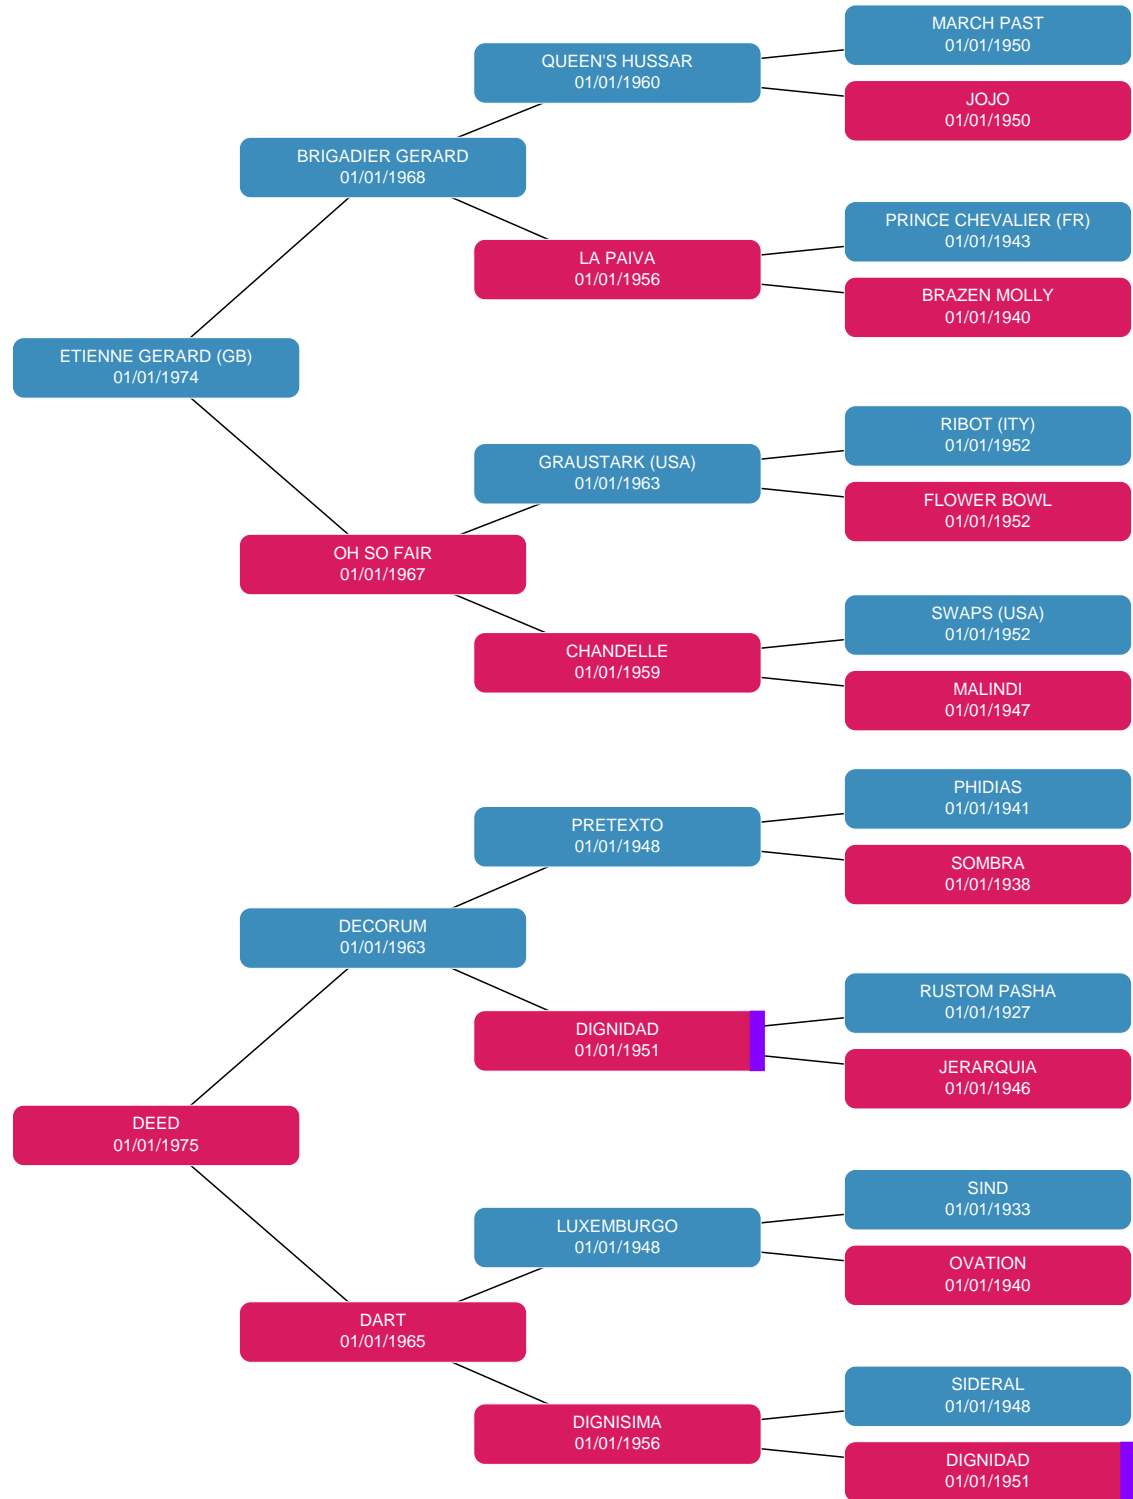 MARCH PAST
01/01/1950
QUEEN'S HUSSAR
01/01/1960
JOJO
01/01/1950
BRIGADIER GERARD
01/01/1968
PRINCE CHEVALIER (FR)
01/01/1943
LA PAIVA
01/01/1956
BRAZEN MOLLY
01/01/1940
ETIENNE GERARD (GB)
01/01/1974
RIBOT (ITY)
01/01/1952
GRAUSTARK (USA)
01/01/1963
FLOWER BOWL
01/01/1952
OH SO FAIR
01/01/1967
SWAPS (USA)
01/01/1952
CHANDELLE
01/01/1959
MALINDI
01/01/1947
PHIDIAS
01/01/1941
PRETEXTO
01/01/1948
SOMBRA
01/01/1938
DECORUM
01/01/1963
RUSTOM PASHA
01/01/1927
DIGNIDAD
01/01/1951
JERARQUIA
01/01/1946
DEED
01/01/1975
SIND
01/01/1933
LUXEMBURGO
01/01/1948
OVATION
01/01/1940
DART
01/01/1965
SIDERAL
01/01/1948
DIGNISIMA
01/01/1956
DIGNIDAD
01/01/1951